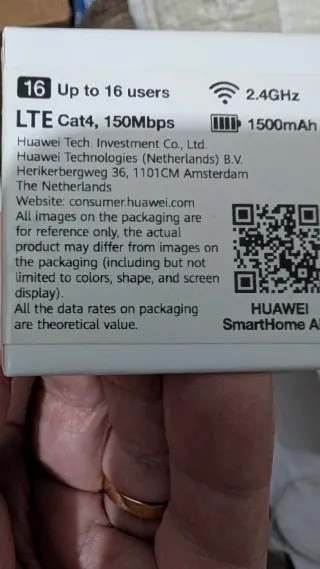 16 Up to 16 users 2.4GHz
LTE Cat4, 150Mbps 1500mAh
Huawei Tech. Investment Co., Ltd.
Huawei Technologies (Netherlands) B.V.
Herikerbergweg 36, 1101CM Amsterdam
The Netherlands
Website: consumer.huawei.com
All images on the packaging are
for reference only, the actual
product may differ from images on
the packaging (including but not
limited to colors, shape, and screen
display).
All the data rates on packaging
are theoretical value.
HUAWEI
SmartHome